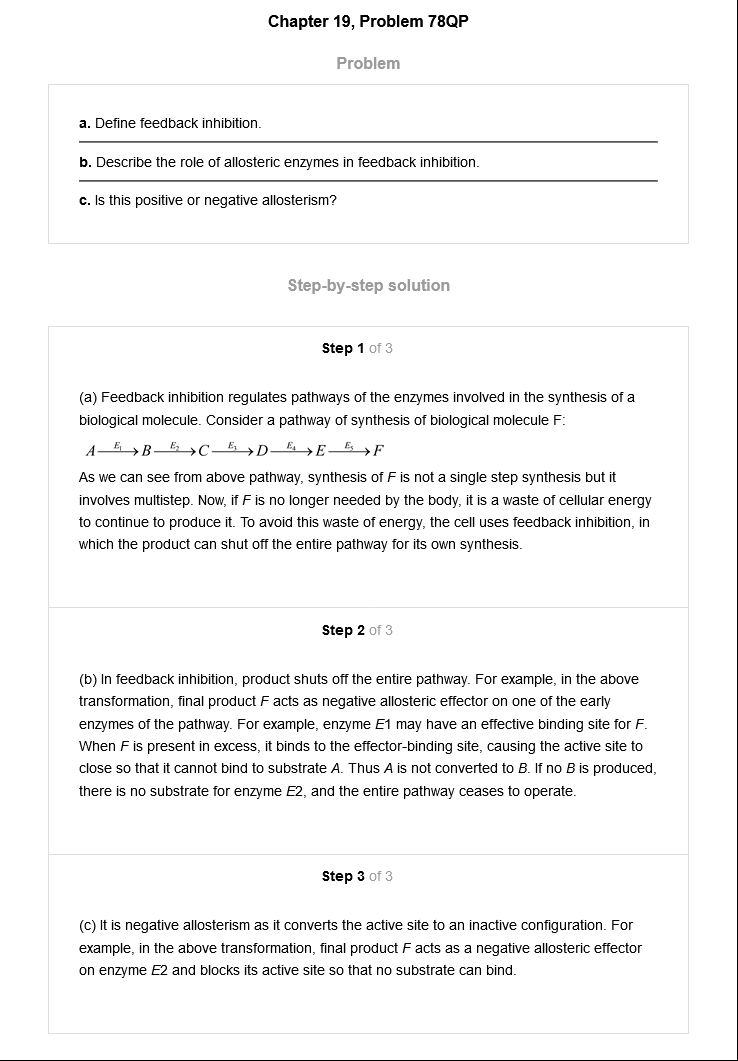 Chapter 19, Problem 78QP
Problem
a. Define feedback inhibition.
b. Describe the role of allosteric enzymes in feedback inhibition.
c. Is this positive or negative allosterism?
Step-by-step solution
Step 1 of 3
(a) Feedback inhibition regulates pathways of the enzymes involved in the synthesis of a
biological molecule. Consider a pathway of synthesis of biological molecule F:
A —E₁→ B —E₂→ C —E₃→ D —E₄→ E —E₅→ F
As we can see from above pathway, synthesis of F is not a single step synthesis but it
involves multistep. Now, if F is no longer needed by the body, it is a waste of cellular energy
to continue to produce it. To avoid this waste of energy, the cell uses feedback inhibition, in
which the product can shut off the entire pathway for its own synthesis.
Step 2 of 3
(b) In feedback inhibition, product shuts off the entire pathway. For example, in the above
transformation, final product F acts as negative allosteric effector on one of the early
enzymes of the pathway. For example, enzyme E1 may have an effective binding site for F.
When F is present in excess, it binds to the effector-binding site, causing the active site to
close so that it cannot bind to substrate A. Thus A is not converted to B. If no B is produced,
there is no substrate for enzyme E2, and the entire pathway ceases to operate.
Step 3 of 3
(c) It is negative allosterism as it converts the active site to an inactive configuration. For
example, in the above transformation, final product F acts as a negative allosteric effector
on enzyme E2 and blocks its active site so that no substrate can bind.